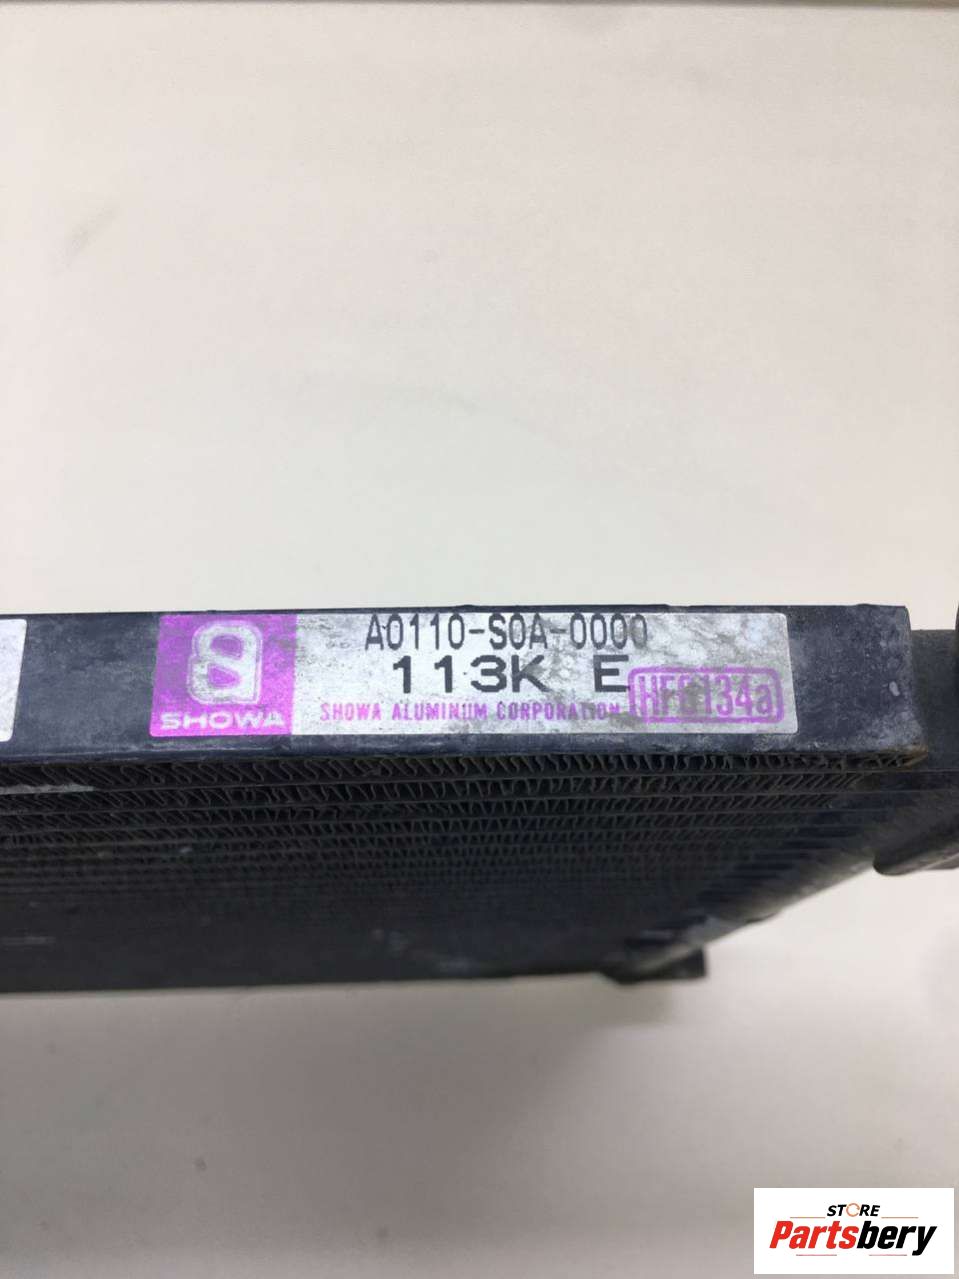 SHOWA
A0110-S0A-0000
113K E
SHOWA ALUMINUM CORPORATION
HFC134a
STORE
Partsbery